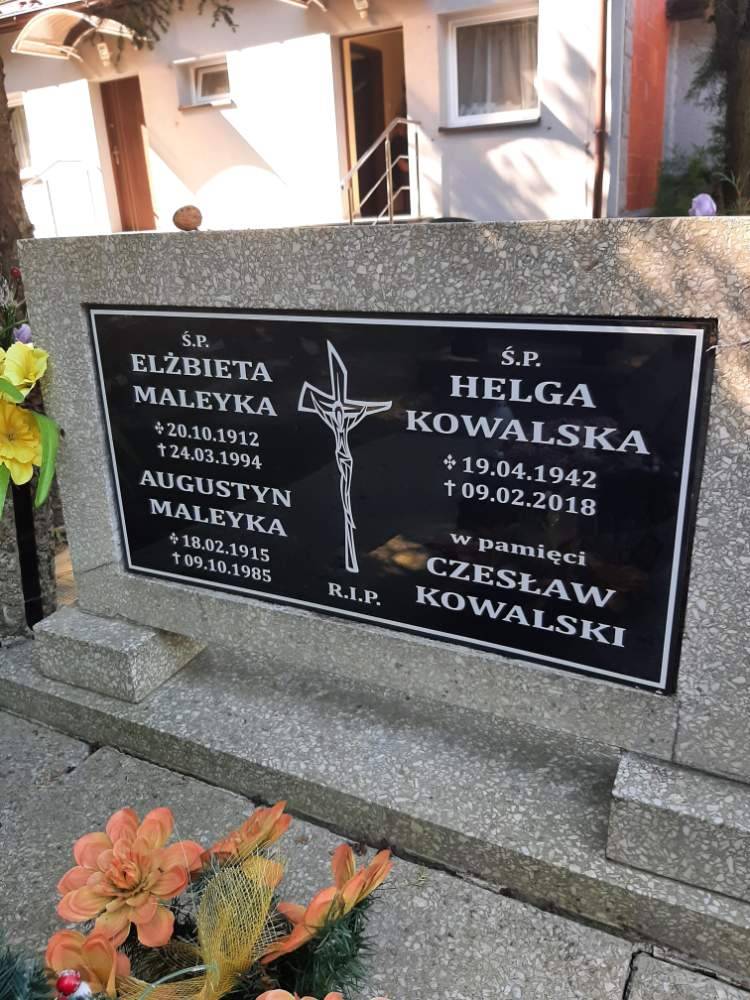 Ś.P.
ELŻBIETA
MALEYKA
✣20.10.1912
†24.03.1994
AUGUSTYN
MALEYKA
✣18.02.1915
†09.10.1985
R.I.P.
Ś.P.
HELGA
KOWALSKA
✣19.04.1942
†09.02.2018
w pamięci
CZESŁAW
KOWALSKI